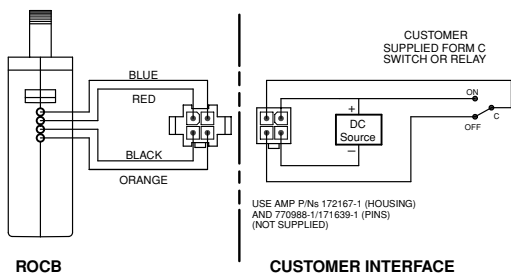 BLUE
RED
BLACK
ORANGE
ROCB
CUSTOMER
SUPPLIED FORM C
SWITCH OR RELAY
ON
C
OFF
+
DC
Source
–
USE AMP P/Ns 172167-1 (HOUSING)
AND 770988-1/171639-1 (PINS)
(NOT SUPPLIED)
CUSTOMER INTERFACE